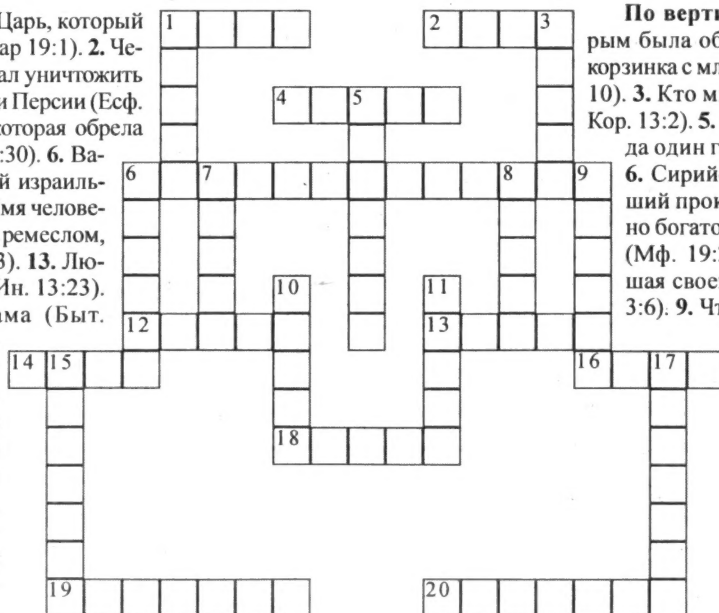 Царь, который
ар 19:1). 2. Че-
ал уничтожить
и Персии (Есф.
оторая обрела
:30). 6. Ва-
й израиль-
мя челове-
ремеслом,
3). 13. Лю-
Ин. 13:23).
ма (Быт.
1 2 3
4 5
6 7 8 9
10 11
12 13
14 15 16 17
18
19 20
По верти
рым была об
корзинка с мл
10). 3. Кто м
Кор. 13:2). 5.
да один г
6. Сирий
ший прок
но богато
(Мф. 19:
шая свое
3:6). 9. Чт